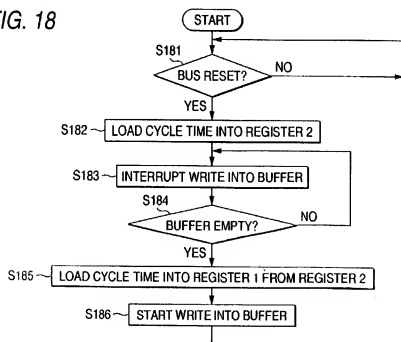 FIG. 18
START
S181
BUS RESET?
NO
YES
S182
LOAD CYCLE TIME INTO REGISTER 2
S183
INTERRUPT WRITE INTO BUFFER
S184
BUFFER EMPTY?
NO
YES
S185
LOAD CYCLE TIME INTO REGISTER 1 FROM REGISTER 2
S186
START WRITE INTO BUFFER